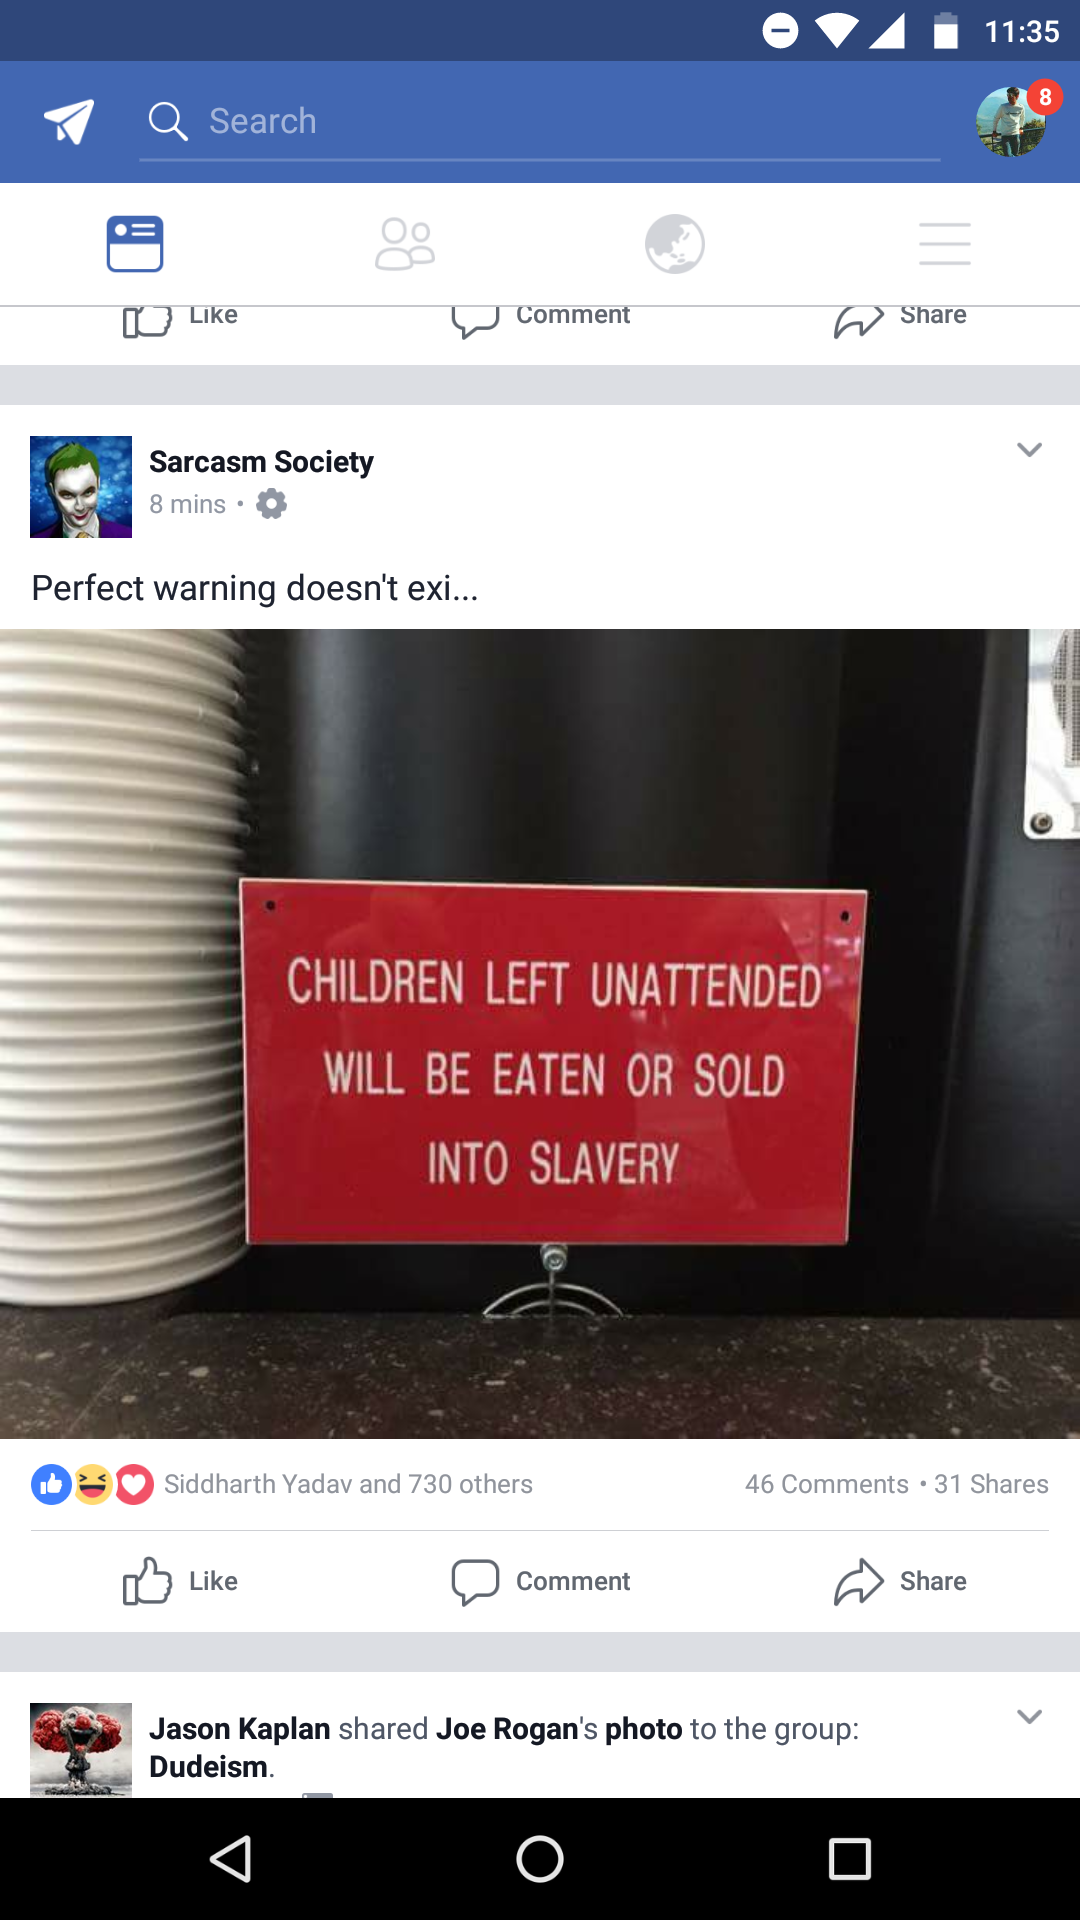 11:35
Search
8
Like Comment Share
Sarcasm Society
8 mins •
Perfect warning doesn't exi...
CHILDREN LEFT UNATTENDED
WILL BE EATEN OR SOLD
INTO SLAVERY
Siddharth Yadav and 730 others 46 Comments • 31 Shares
Like Comment Share
Jason Kaplan shared Joe Rogan's photo to the group:
Dudeism.